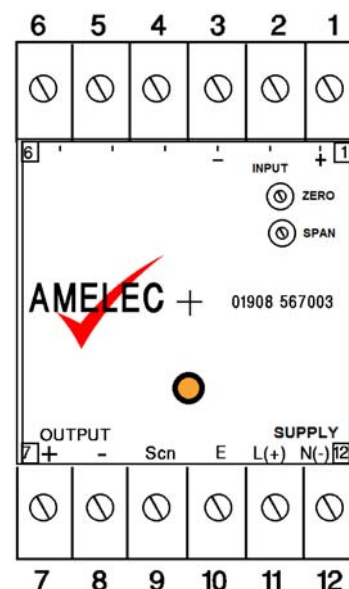 6 5 4 3 2 1
6 - + 1
INPUT
ZERO
SPAN
AMELEC 01908 567003
OUTPUT SUPPLY
7 + - Scn E L(+) N(-) 12
7 8 9 10 11 12